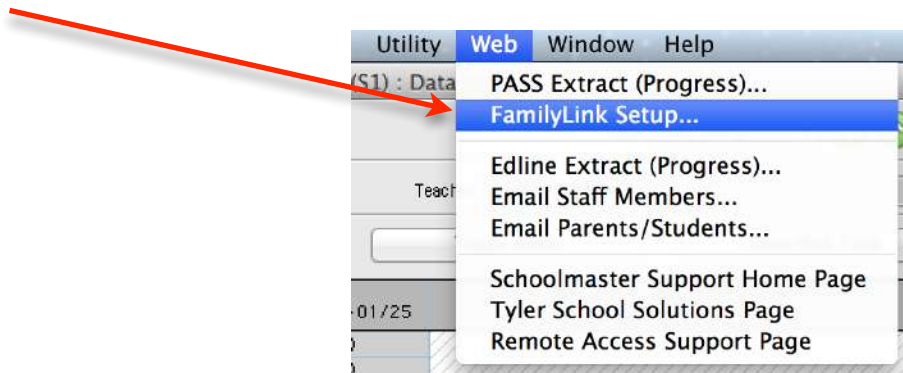 Utility Web Window Help
(S1) : Data
PASS Extract (Progress)...
FamilyLink Setup...
Edline Extract (Progress)...
Teach
Email Staff Members...
Email Parents/Students...
Schoolmaster Support Home Page
01/25
Tyler School Solutions Page
Remote Access Support Page